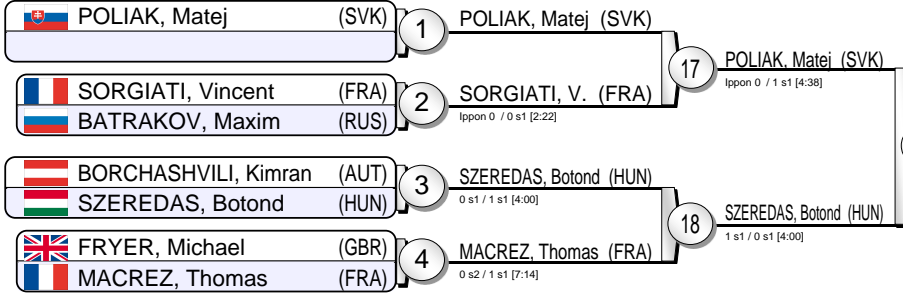 POLIAK, Matej (SVK)
1
POLIAK, Matej (SVK)
SORGIATI, Vincent (FRA)
BATRAKOV, Maxim (RUS)
2
SORGIATI, V. (FRA)
Ippon 0 / 0 s1 [2:22]
17
POLIAK, Matej (SVK)
Ippon 0 / 1 s1 [4:38]
BORCHASHVILI, Kimran (AUT)
SZEREDAS, Botond (HUN)
3
SZEREDAS, Botond (HUN)
0 s1 / 1 s1 [4:00]
FRYER, Michael (GBR)
MACREZ, Thomas (FRA)
4
MACREZ, Thomas (FRA)
0 s2 / 1 s1 [7:14]
18
SZEREDAS, Botond (HUN)
1 s1 / 0 s1 [4:00]